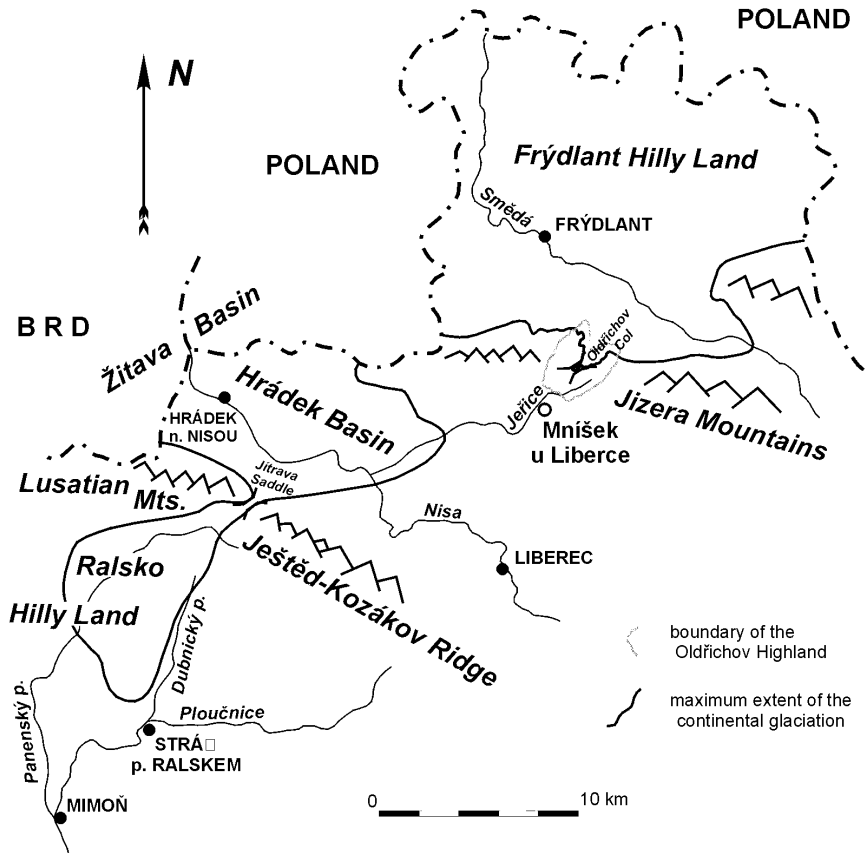 POLAND
N
POLAND
Frýdlant Hilly Land
Smědá
FRÝDLANT
B R D
Žitava Basin
Oldřichov
Col
HRÁDEK
n. NISOU
Hrádek Basin
Jeřice
Mníšek
u Liberce
Jizera Mountains
Lusatian
Mts.
Jítrava
Saddle
Nisa
LIBEREC
Ještěd-Kozákov Ridge
Ralsko
Hilly Land
Dubnický p.
Panenský p.
Ploučnice
STRÁ□
p. RALSKEM
MIMOŇ
boundary of the
Oldřichov Highland
maximum extent of the
continental glaciation
0
10 km